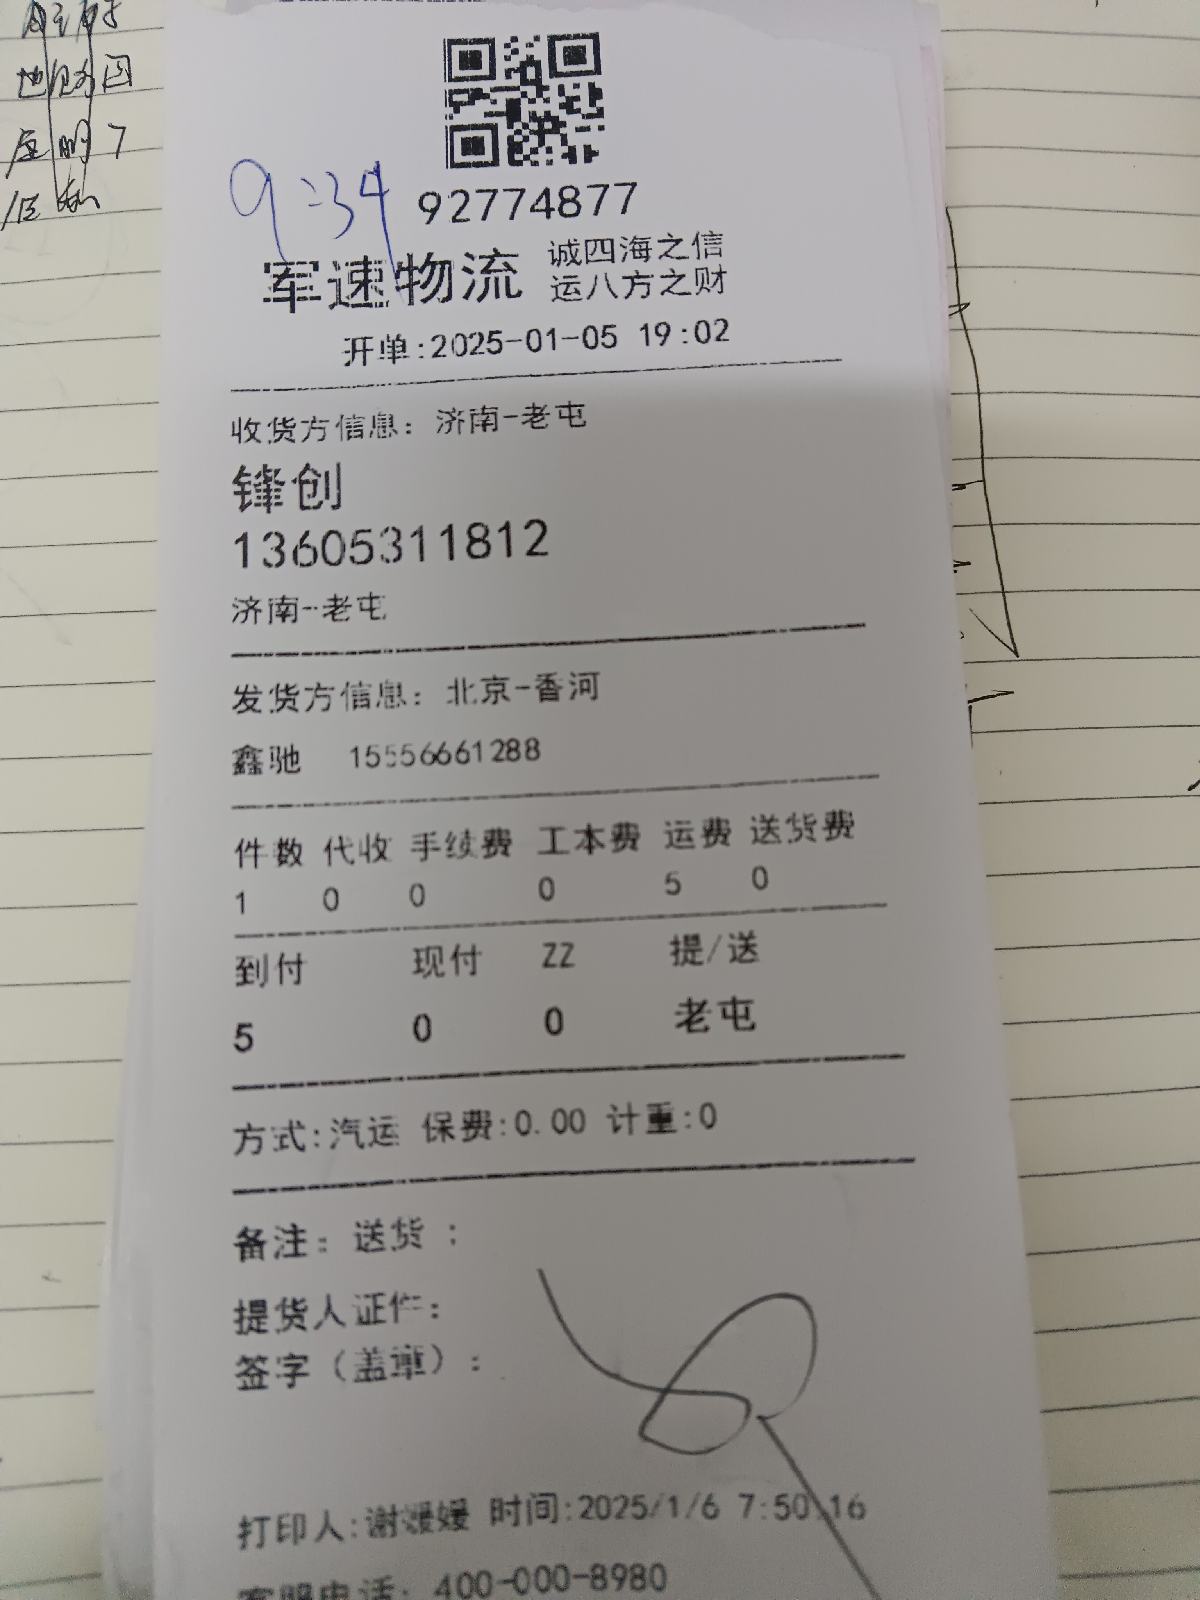 9:34
92774877
军速物流 诚四海之信
运八方之财
开单:2025-01-05 19:02
收货方信息: 济南-老屯
锋创
13605311812
济南-老屯
发货方信息: 北京-香河
鑫驰 15556661288
件数 代收 手续费 工本费 运费 送货费
1 0 0 0 5 0
到付 现付 ZZ 提/送
5 0 0 老屯
方式:汽运 保费:0.00 计重:0
备注: 送货 :
提货人证件:
签字（盖章）:
打印人:谢媛媛 时间:2025/1/6 7:50:16
客服电话: 400-000-8980